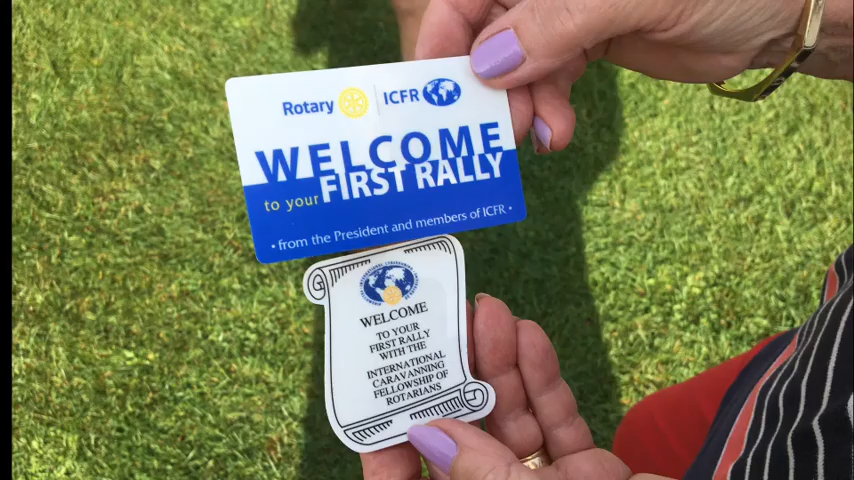 Rotary ICFR
WELCOME
to your FIRST RALLY
• from the President and members of ICFR •
WELCOME
TO YOUR
FIRST RALLY
WITH THE
INTERNATIONAL
CARAVANNING
FELLOWSHIP OF
ROTARIANS